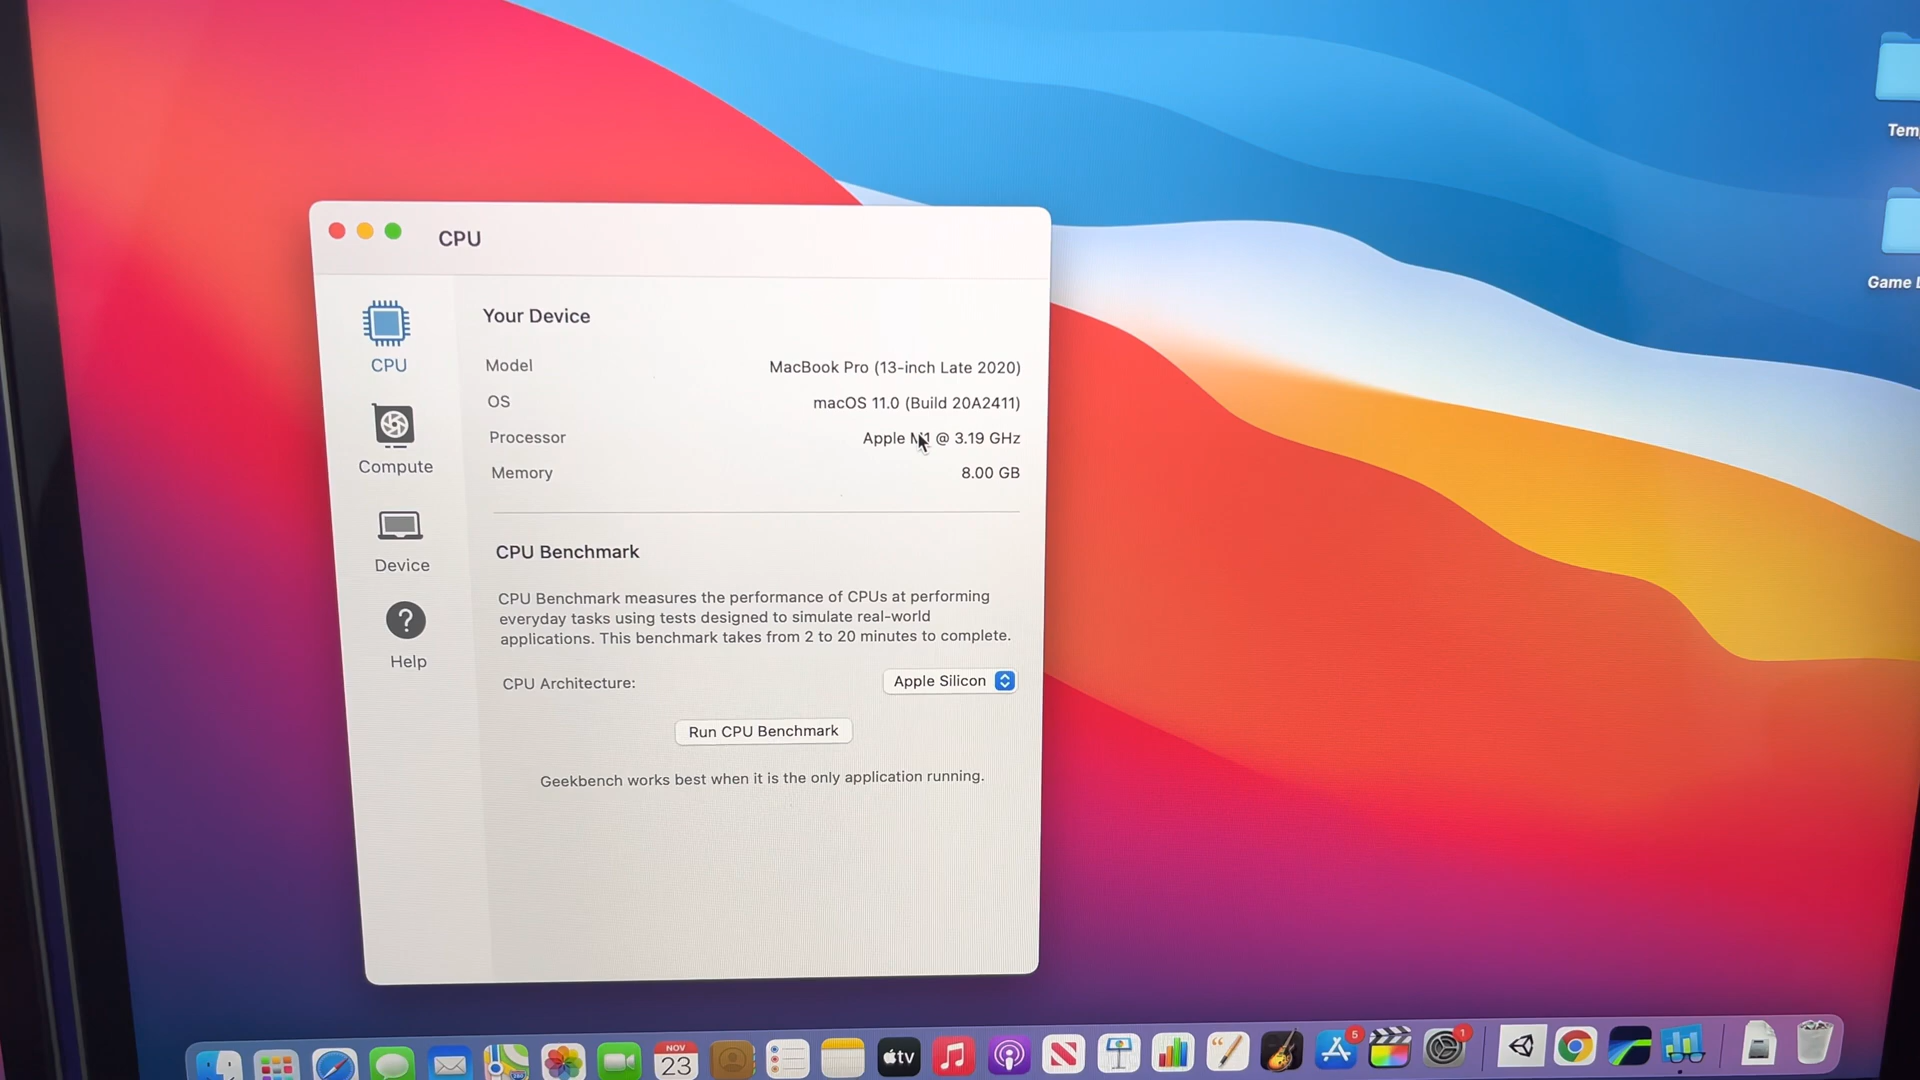 CPU
Your Device
Model MacBook Pro (13-inch Late 2020)
OS macOS 11.0 (Build 20A2411)
Processor Apple M1 @ 3.19 GHz
Memory 8.00 GB
CPU
Compute
Device
Help
CPU Benchmark
CPU Benchmark measures the performance of CPUs at performing
everyday tasks using tests designed to simulate real-world
applications. This benchmark takes from 2 to 20 minutes to complete.
CPU Architecture: Apple Silicon
Run CPU Benchmark
Geekbench works best when it is the only application running.
Tem
Game
NOV
23
tv
5
1